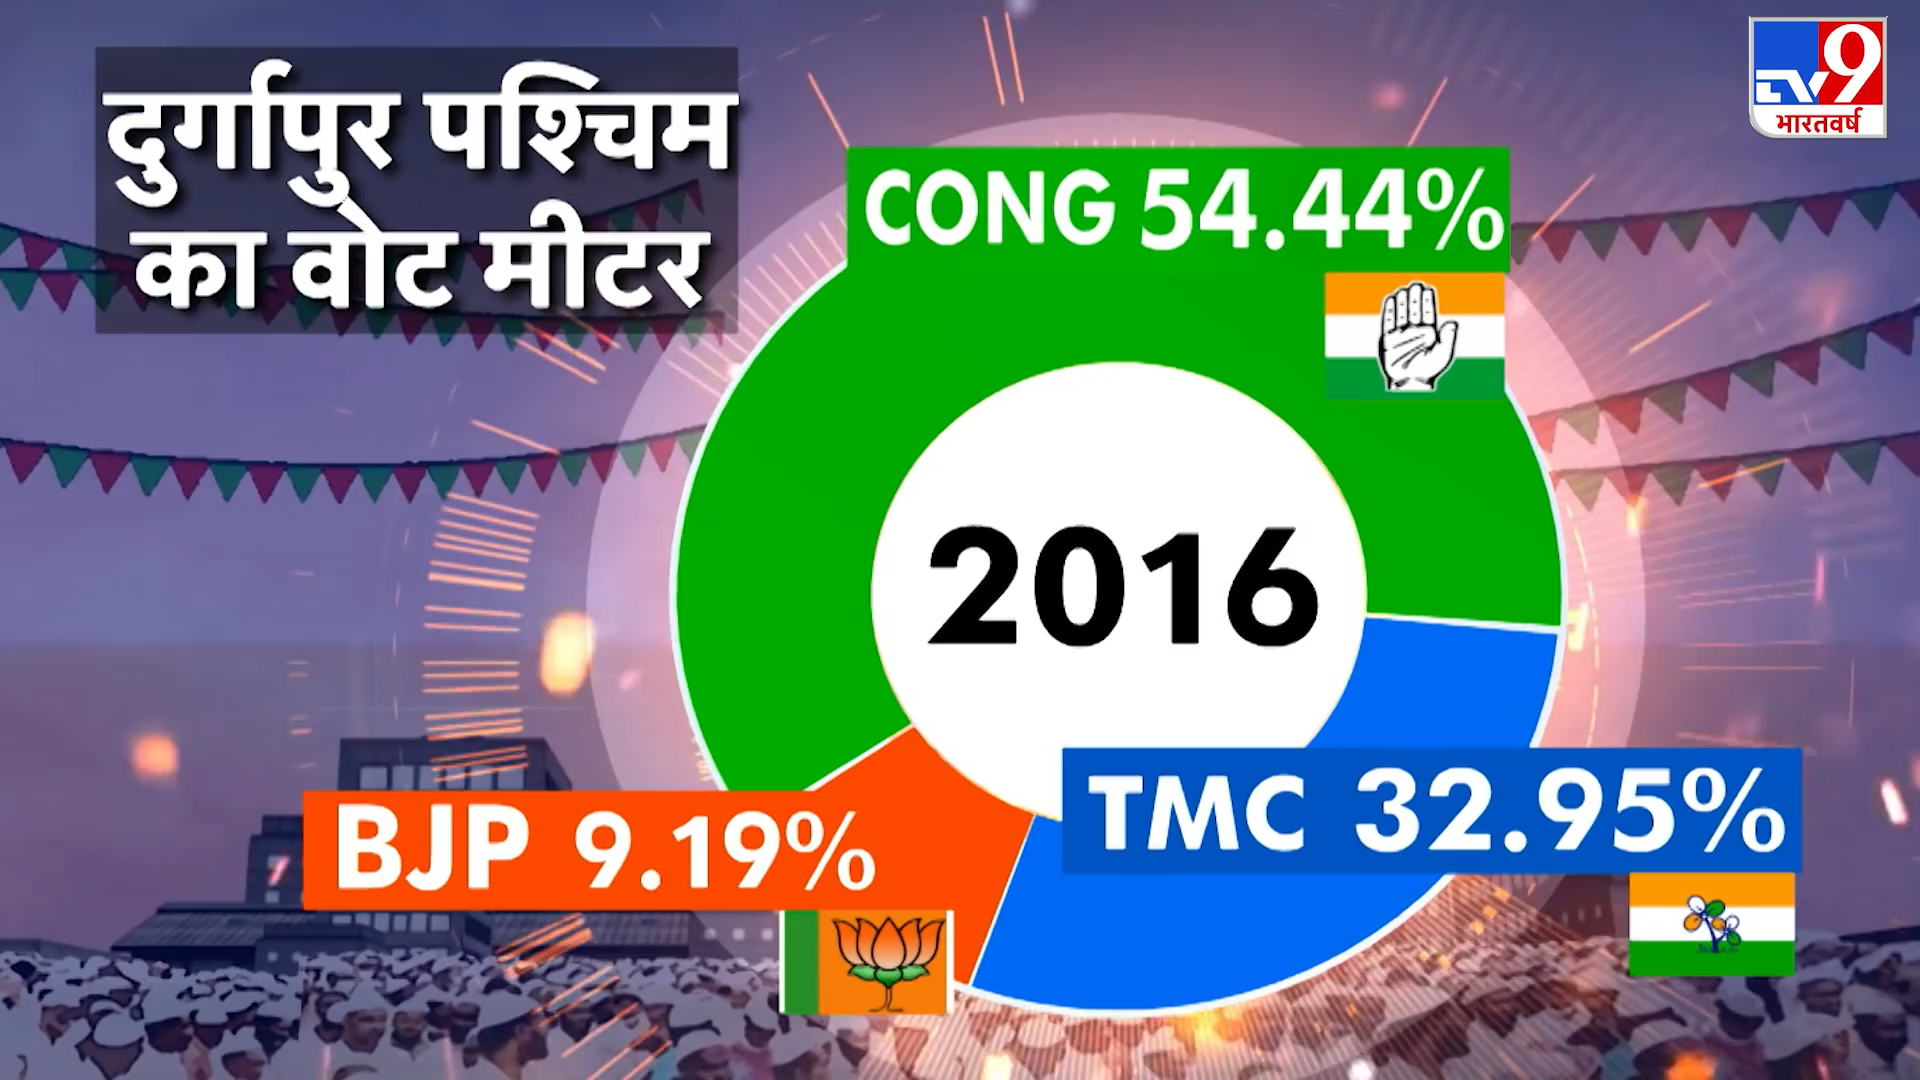 दुर्गापुर पश्चिम
का वोट मीटर
TV9
भारतवर्ष
CONG 54.44%
2016
TMC 32.95%
BJP 9.19%